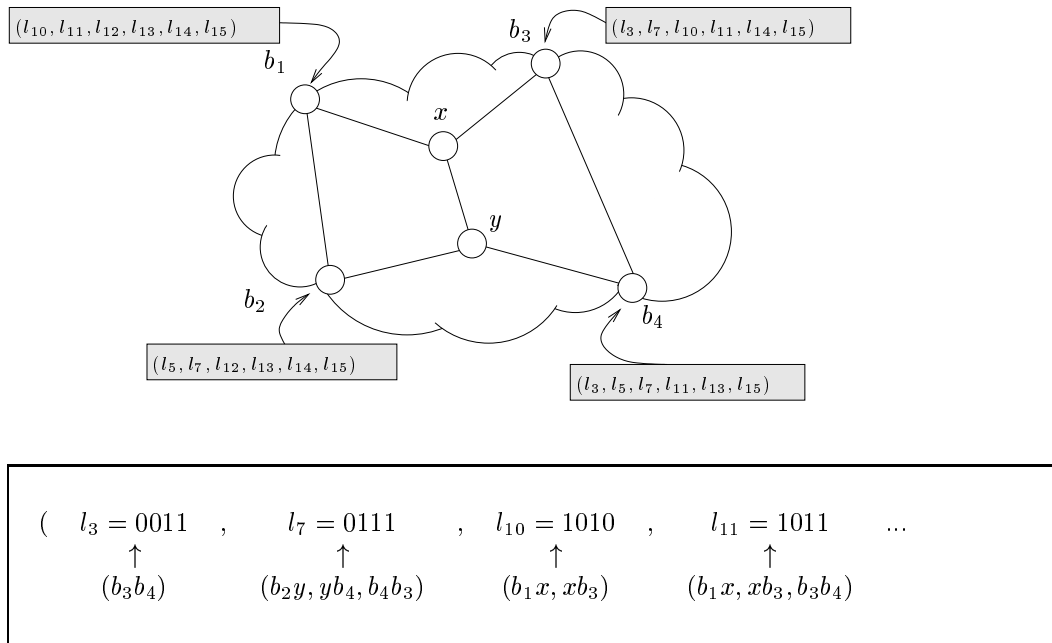 (l₁₀, l₁₁, l₁₂, l₁₃, l₁₄, l₁₅)
(l₃, l₇, l₁₀, l₁₁, l₁₄, l₁₅)
b₃
b₁
x
y
b₂
b₄
(l₅, l₇, l₁₂, l₁₃, l₁₄, l₁₅)
(l₃, l₅, l₇, l₁₁, l₁₃, l₁₅)
( l₃ = 0011 , l₇ = 0111 , l₁₀ = 1010 , l₁₁ = 1011 ...
↑ ↑ ↑ ↑
(b₃b₄) (b₂y, yb₄, b₄b₃) (b₁x, xb₃) (b₁x, xb₃, b₃b₄)